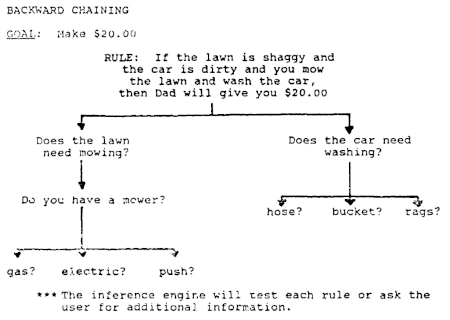 BACKWARD CHAINING
GOAL: Make $20.00
RULE: If the lawn is shaggy and
the car is dirty and you mow
the lawn and wash the car,
then Dad will give you $20.00
Does the lawn
need mowing?
Does the car need
washing?
Do you have a mower?
hose? bucket? rags?
gas? electric? push?
*** The inference engine will test each rule or ask the
user for additional information.